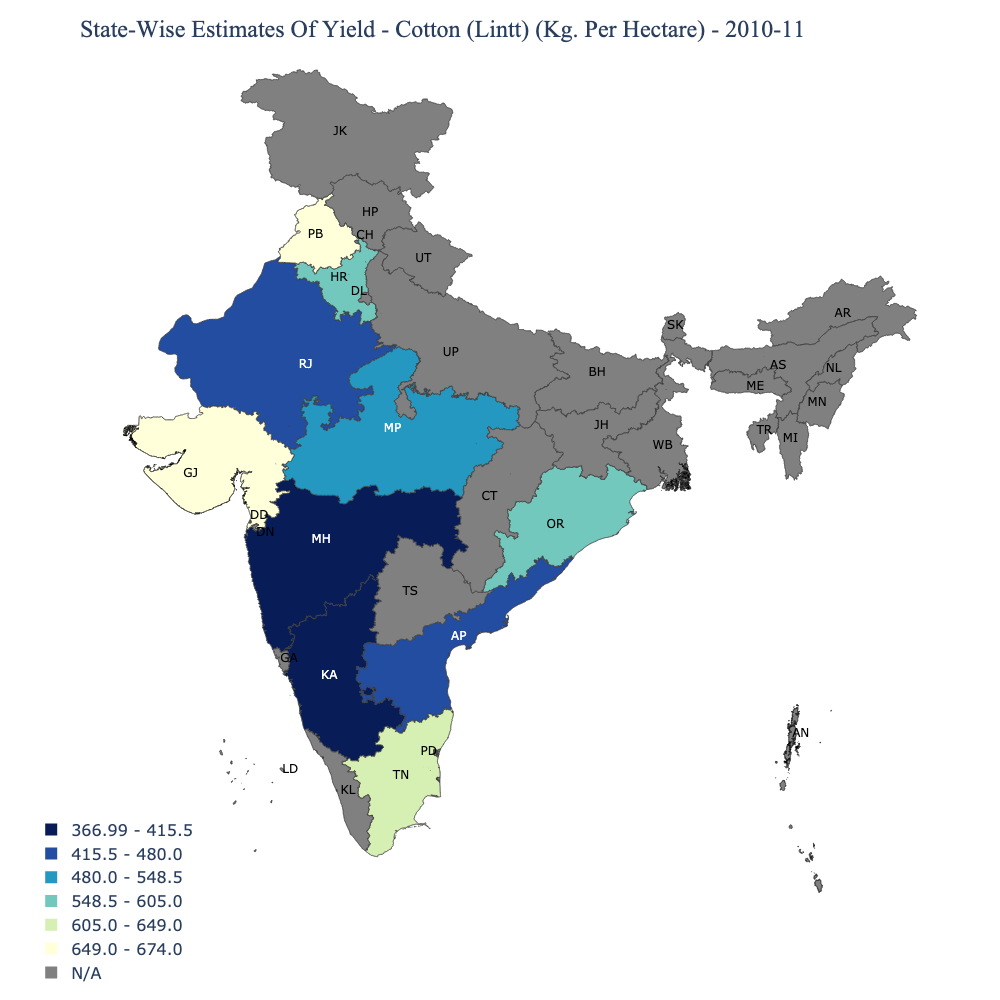 State-Wise Estimates Of Yield - Cotton (Lintt) (Kg. Per Hectare) - 2010-11
JK
HP
PB
CH
UT
HR
DL
AR
SK
UP
RJ
AS
NL
BH
ME
MN
MP
JH
TR
MI
WB
GJ
CT
DD
OR
DN
MH
TS
AP
GA
KA
AN
PD
LD
TN
KL
366.99 - 415.5
415.5 - 480.0
480.0 - 548.5
548.5 - 605.0
605.0 - 649.0
649.0 - 674.0
N/A